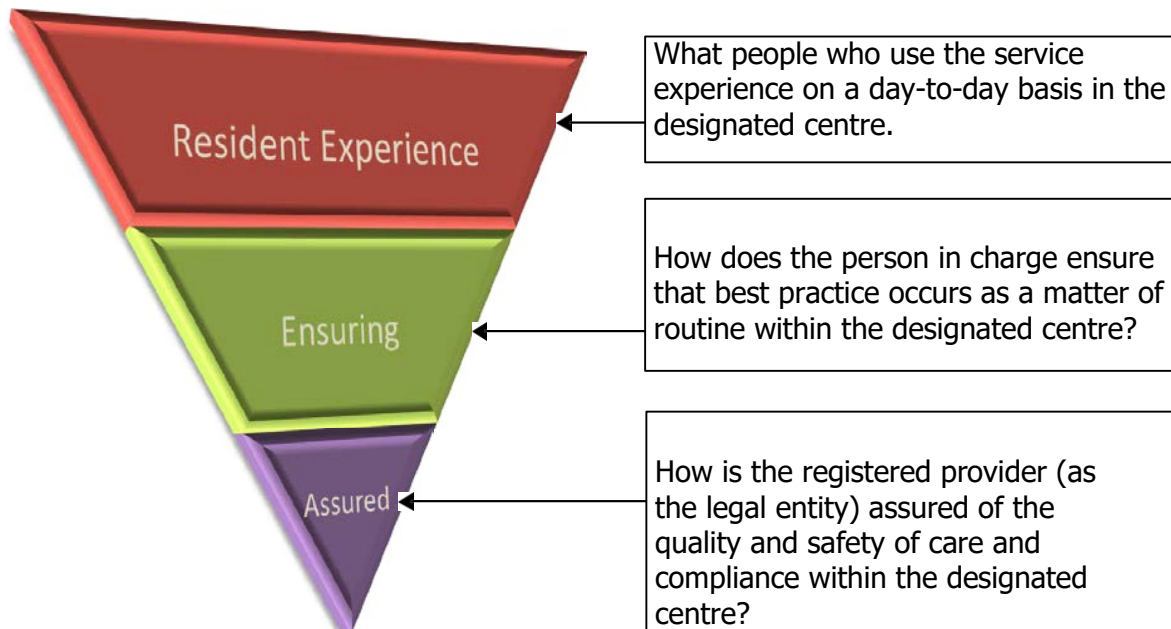 Resident Experience
What people who use the service
experience on a day-to-day basis in the
designated centre.
Ensuring
How does the person in charge ensure
that best practice occurs as a matter of
routine within the designated centre?
Assured
How is the registered provider (as
the legal entity) assured of the
quality and safety of care and
compliance within the designated
centre?